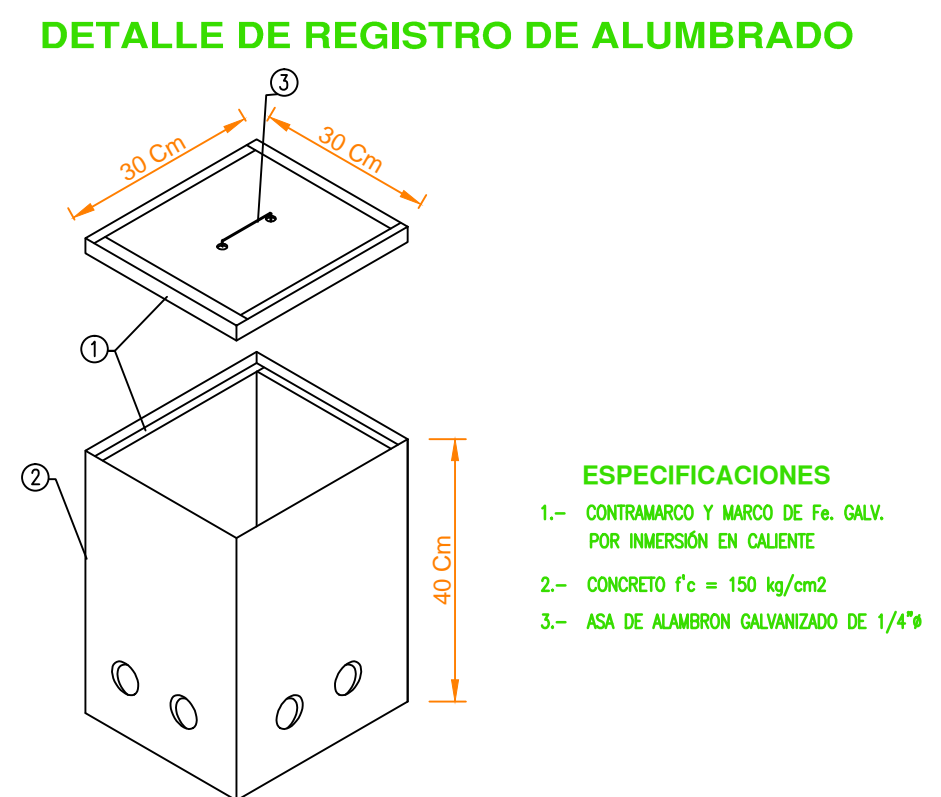 DETALLE DE REGISTRO DE ALUMBRADO
3
30 Cm
30 Cm
1
2
40 Cm
ESPECIFICACIONES
1.- CONTRAMARCO Y MARCO DE Fe. GALV.
POR INMERSIÓN EN CALIENTE
2.- CONCRETO f'c = 150 kg/cm2
3.- ASA DE ALAMBRON GALVANIZADO DE 1/4"ø